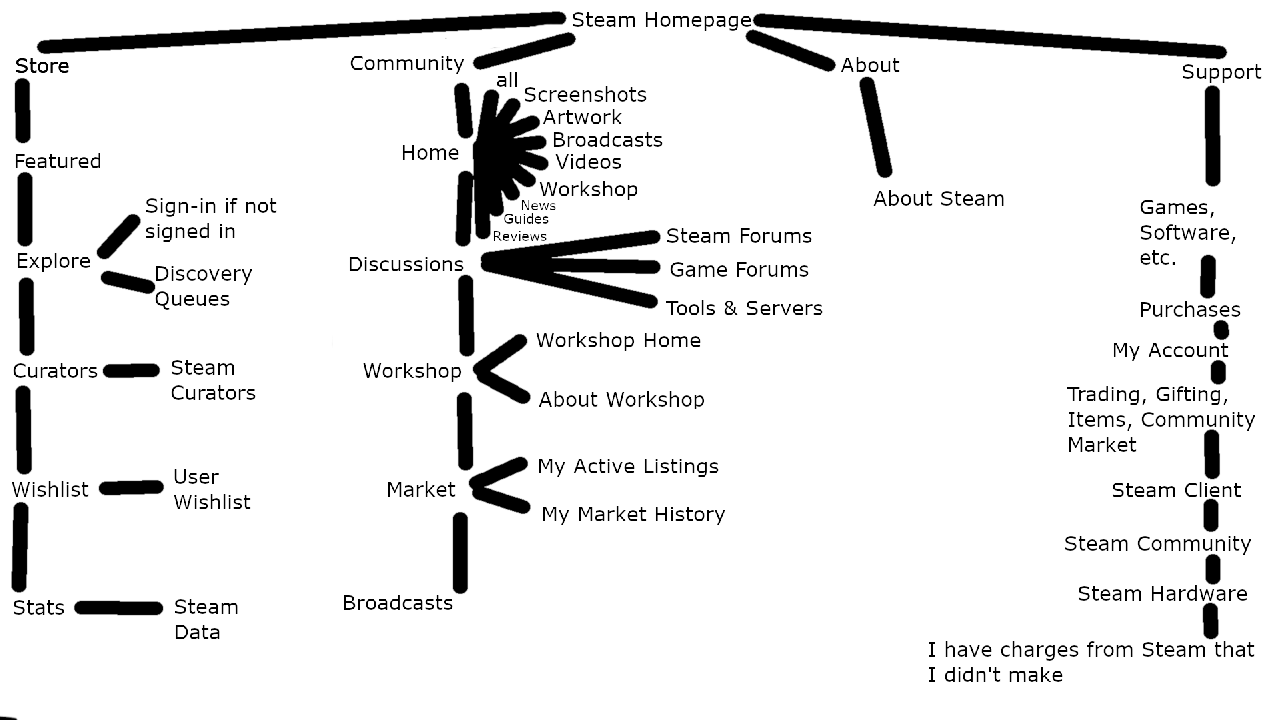 Steam Homepage
Store
Featured
Explore
Sign-in if not
signed in
Discovery
Queues
Curators
Steam
Curators
Wishlist
User
Wishlist
Stats
Steam
Data
Community
Home
all
Screenshots
Artwork
Broadcasts
Videos
Workshop
News
Guides
Reviews
Discussions
Steam Forums
Game Forums
Tools & Servers
Workshop
Workshop Home
About Workshop
Market
My Active Listings
My Market History
Broadcasts
About
About Steam
Support
Games,
Software,
etc.
Purchases
My Account
Trading, Gifting,
Items, Community
Market
Steam Client
Steam Community
Steam Hardware
I have charges from Steam that
I didn't make